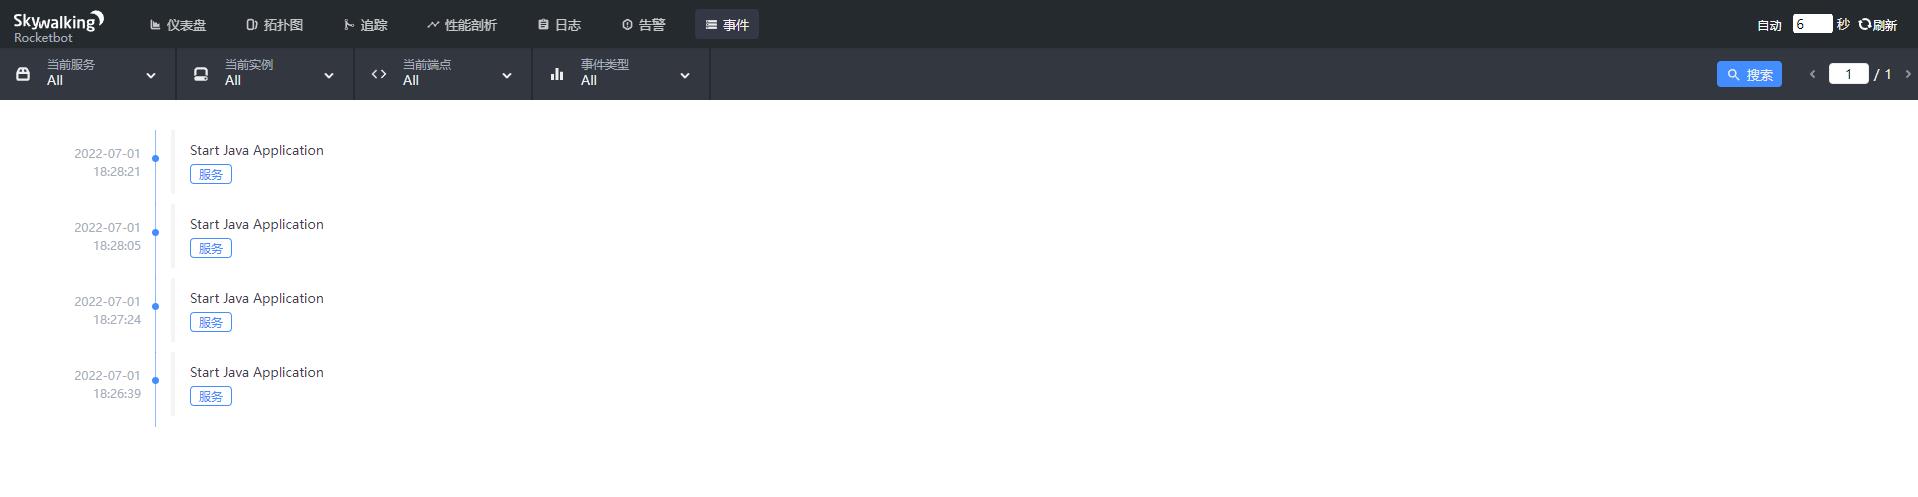 Skywalking
Rocketbot
仪表盘 拓扑图 追踪 性能剖析 日志 告警 事件
自动 6 秒 刷新
当前服务 当前实例 当前端点 事件类型
All All All All
搜索 1 / 1
Start Java Application
2022-07-01
18:28:21
服务
Start Java Application
2022-07-01
18:28:05
服务
Start Java Application
2022-07-01
18:27:24
服务
Start Java Application
2022-07-01
18:26:39
服务